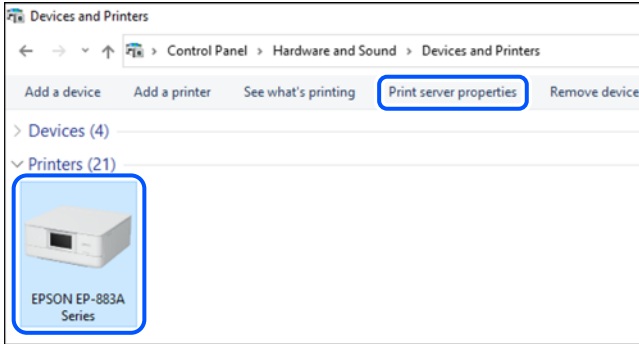 Devices and Printers
Control Panel > Hardware and Sound > Devices and Printers
Add a device Add a printer See what's printing Print server properties Remove device
Devices (4)
Printers (21)
EPSON EP-883A
Series